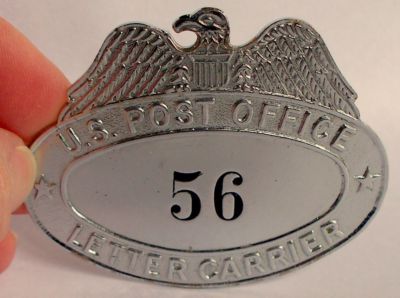 U.S. POST OFFICE
56
LETTER CARRIER